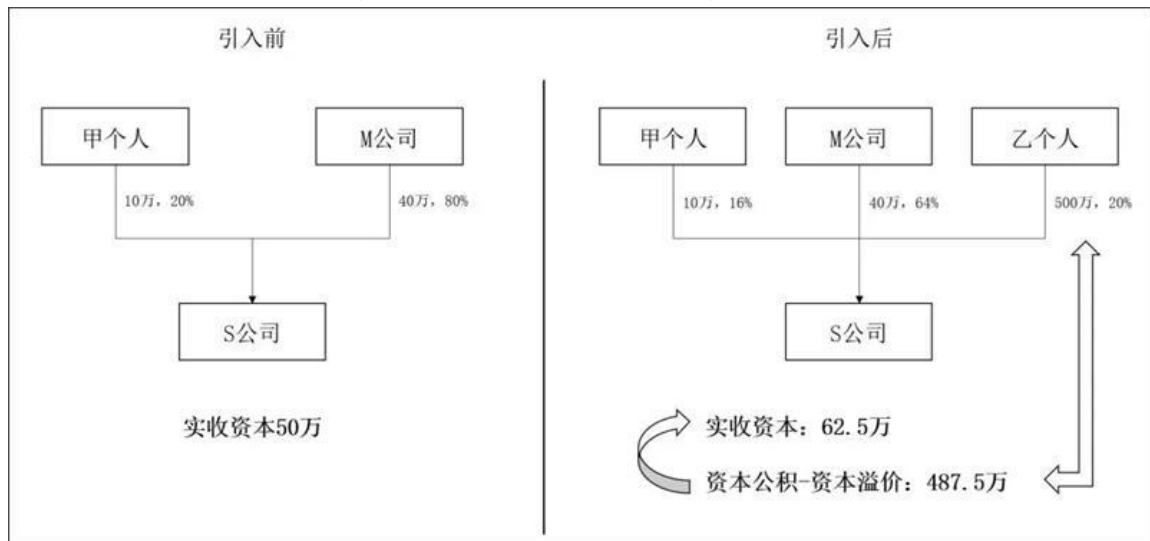 引入前
甲个人
M公司
10万，20%
40万，80%
S公司
实收资本50万
引入后
甲个人
M公司
乙个人
10万，16%
40万，64%
500万，20%
S公司
实收资本：62.5万
资本公积-资本溢价：487.5万